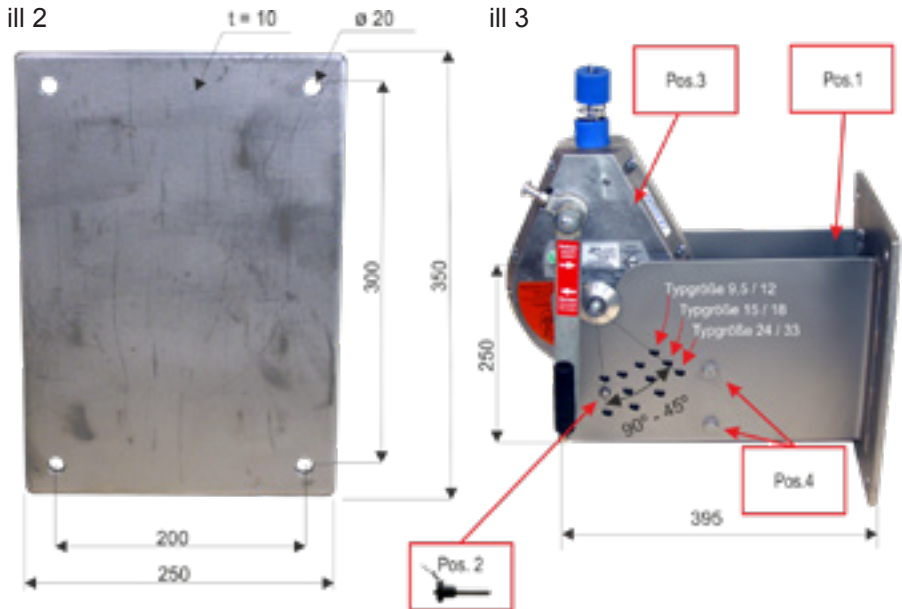 ill 2
t = 10
ø 20
300
350
200
250
ill 3
Pos.3
Pos.1
Typgröße 9,5 / 12
Typgröße 15 / 18
Typgröße 24 / 33
250
90° - 45°
Pos.4
395
Pos. 2